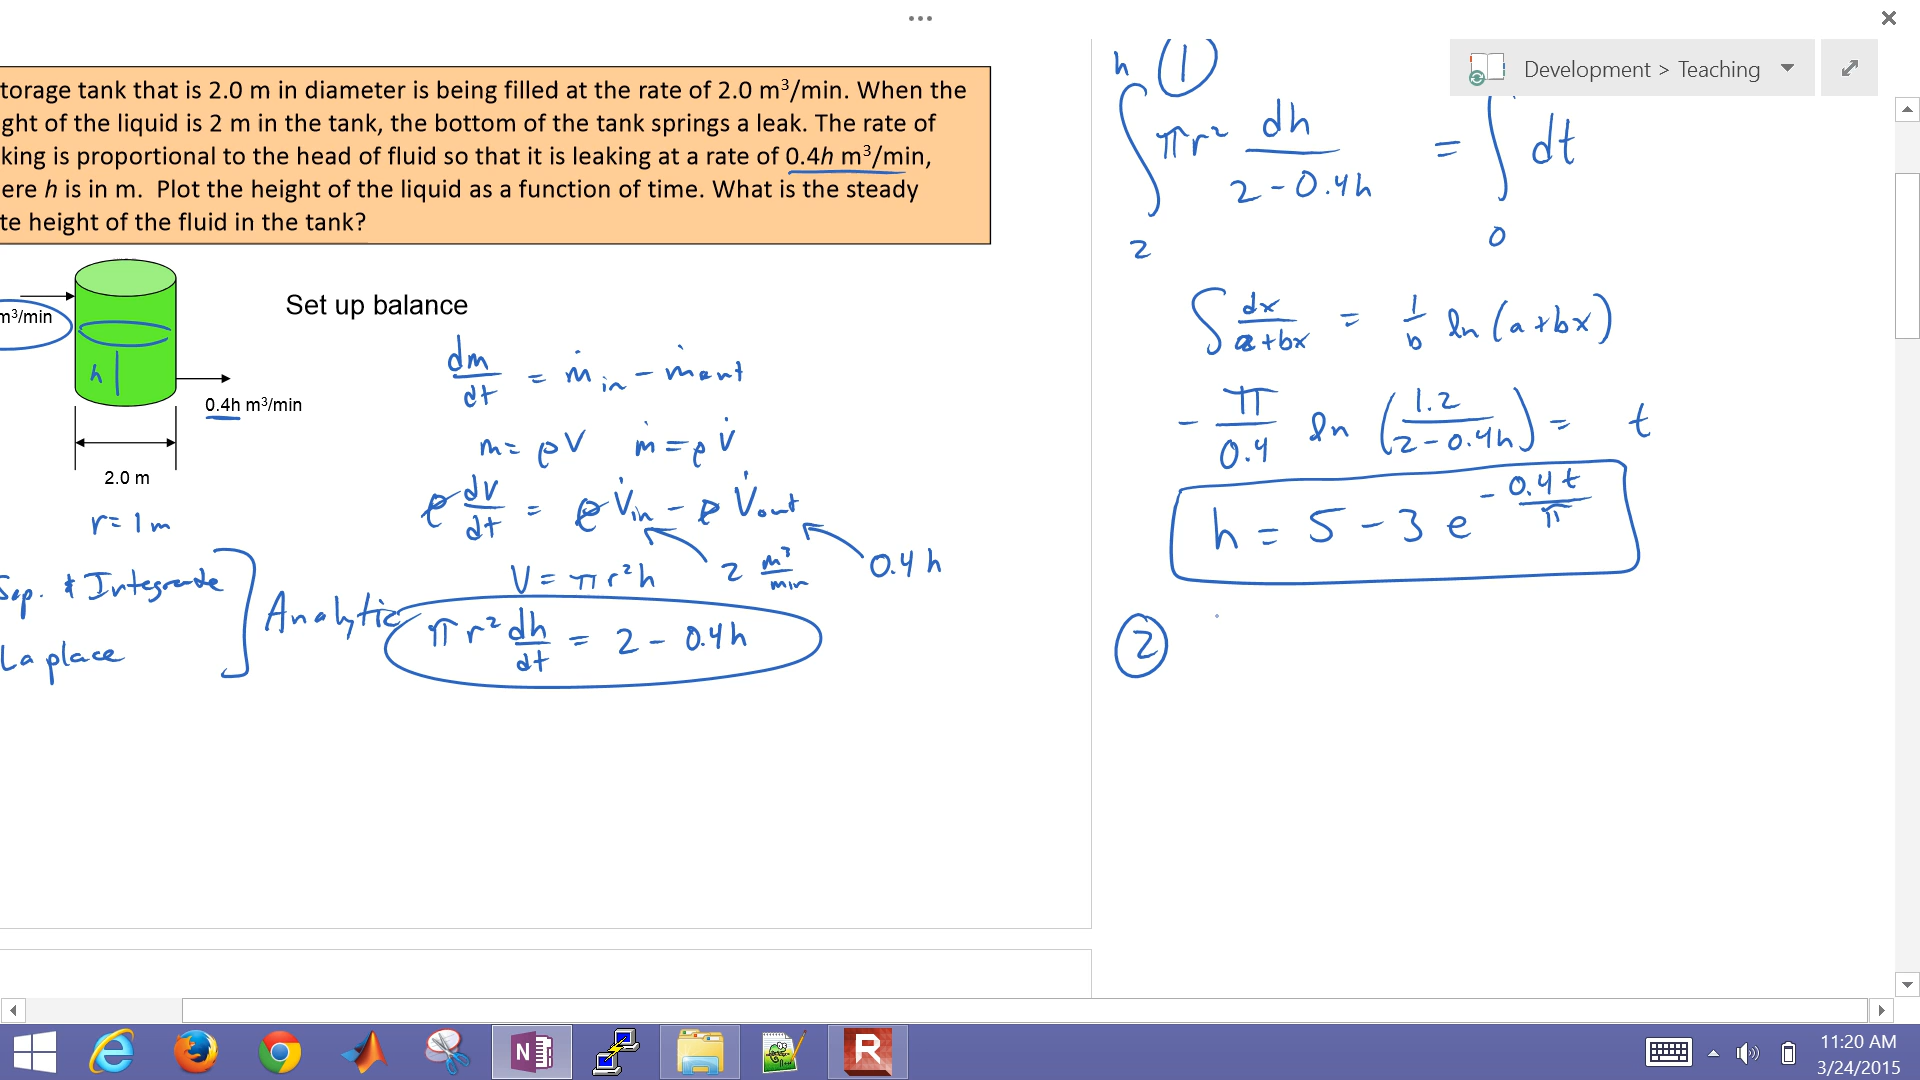 torage tank that is 2.0 m in diameter is being filled at the rate of 2.0 m³/min. When the
ght of the liquid is 2 m in the tank, the bottom of the tank springs a leak. The rate of
king is proportional to the head of fluid so that it is leaking at a rate of 0.4h m³/min,
ere h is in m. Plot the height of the liquid as a function of time. What is the steady
te height of the fluid in the tank?
m³/min
h
0.4h m³/min
2.0 m
r = 1 m
Sep. & Integrate
Laplace
Analytic
Set up balance
dm/dt = ṁ in - ṁ out
m = ρV ṁ = ρV̇
ρ dV/dt = ρ V̇in - ρ V̇out
V = πr²h 2 m³/min 0.4h
πr² dh/dt = 2 - 0.4h
Development > Teaching
①
∫₂ʰ πr² dh/(2-0.4h) = ∫₀ dt
∫ dx/(a+bx) = 1/b ln(a+bx)
- π/0.4 ln(1.2/(2-0.4h)) = t
h = 5 - 3 e^(-0.4t/π)
②
N
R
11:20 AM
3/24/2015